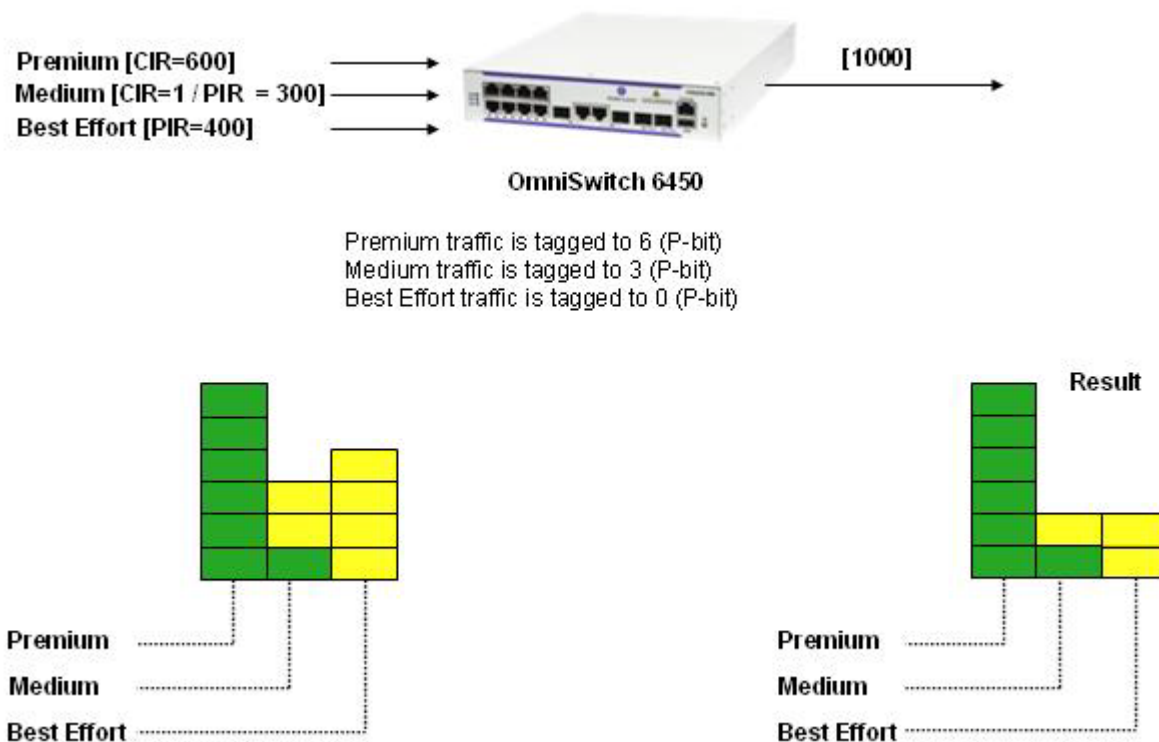 Premium [CIR=600]
Medium [CIR=1 / PIR = 300]
Best Effort [PIR=400]
[1000]
OmniSwitch 6450
Premium traffic is tagged to 6 (P-bit)
Medium traffic is tagged to 3 (P-bit)
Best Effort traffic is tagged to 0 (P-bit)
Result
Premium
Medium
Best Effort
Premium
Medium
Best Effort